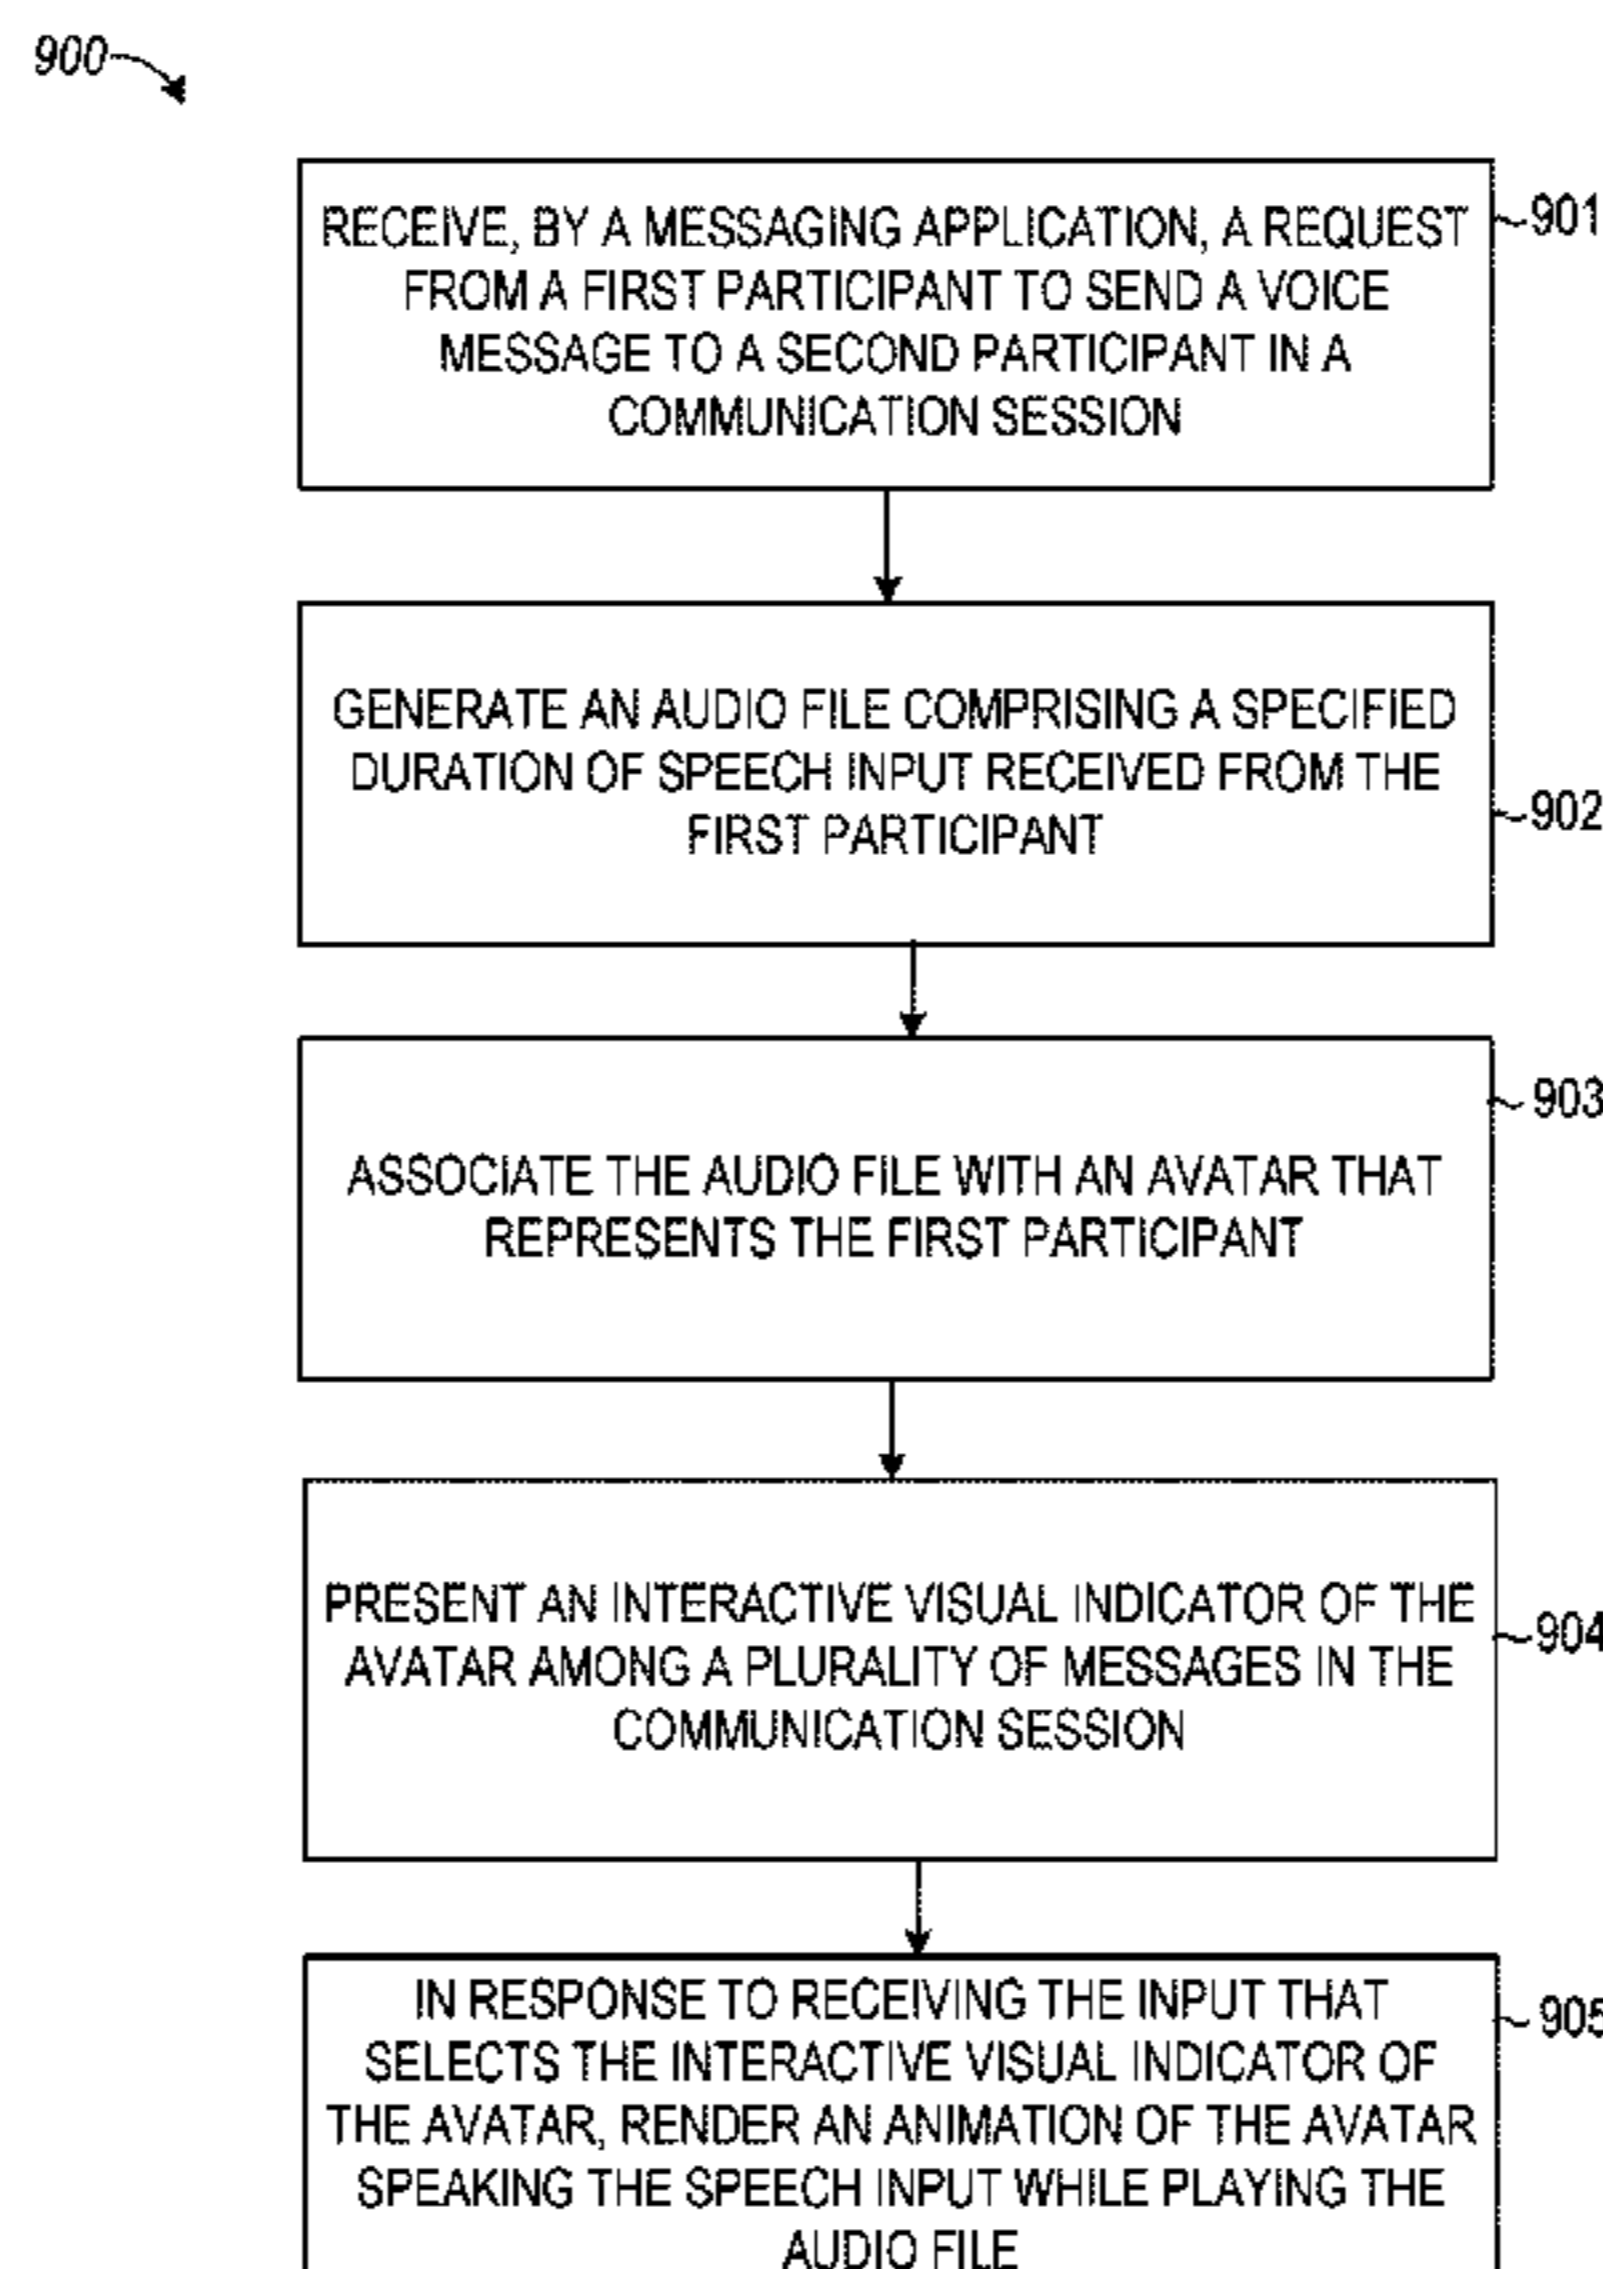 900
RECEIVE, BY A MESSAGING APPLICATION, A REQUEST
FROM A FIRST PARTICIPANT TO SEND A VOICE
MESSAGE TO A SECOND PARTICIPANT IN A
COMMUNICATION SESSION
901
GENERATE AN AUDIO FILE COMPRISING A SPECIFIED
DURATION OF SPEECH INPUT RECEIVED FROM THE
FIRST PARTICIPANT
902
ASSOCIATE THE AUDIO FILE WITH AN AVATAR THAT
REPRESENTS THE FIRST PARTICIPANT
903
PRESENT AN INTERACTIVE VISUAL INDICATOR OF THE
AVATAR AMONG A PLURALITY OF MESSAGES IN THE
COMMUNICATION SESSION
904
IN RESPONSE TO RECEIVING THE INPUT THAT
SELECTS THE INTERACTIVE VISUAL INDICATOR OF
THE AVATAR, RENDER AN ANIMATION OF THE AVATAR
SPEAKING THE SPEECH INPUT WHILE PLAYING THE
AUDIO FILE
905